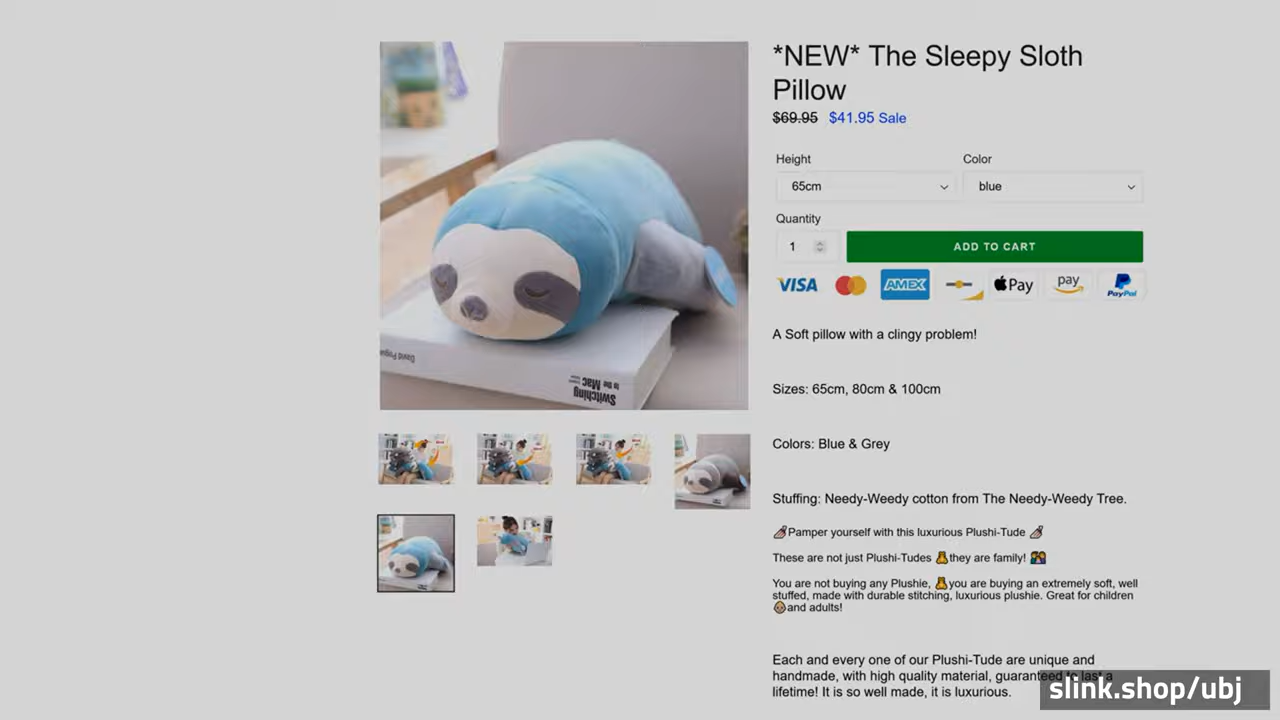 *NEW* The Sleepy Sloth
Pillow
$69.95 $41.95 Sale
Height
Color
65cm
blue
Quantity
1
ADD TO CART
VISA
AMEX
Pay
pay
PayPal
David Pogue
Switching
to the Mac
A Soft pillow with a clingy problem!
Sizes: 65cm, 80cm & 100cm
Colors: Blue & Grey
Stuffing: Needy-Weedy cotton from The Needy-Weedy Tree.
Pamper yourself with this luxurious Plushi-Tude
These are not just Plushi-Tudes they are family!
You are not buying any Plushie, you are buying an extremely soft, well
stuffed, made with durable stitching, luxurious plushie. Great for children
and adults!
Each and every one of our Plushi-Tude are unique and
handmade, with high quality material, guaranteed to last a
lifetime! It is so well made, it is luxurious.
slink.shop/ubj